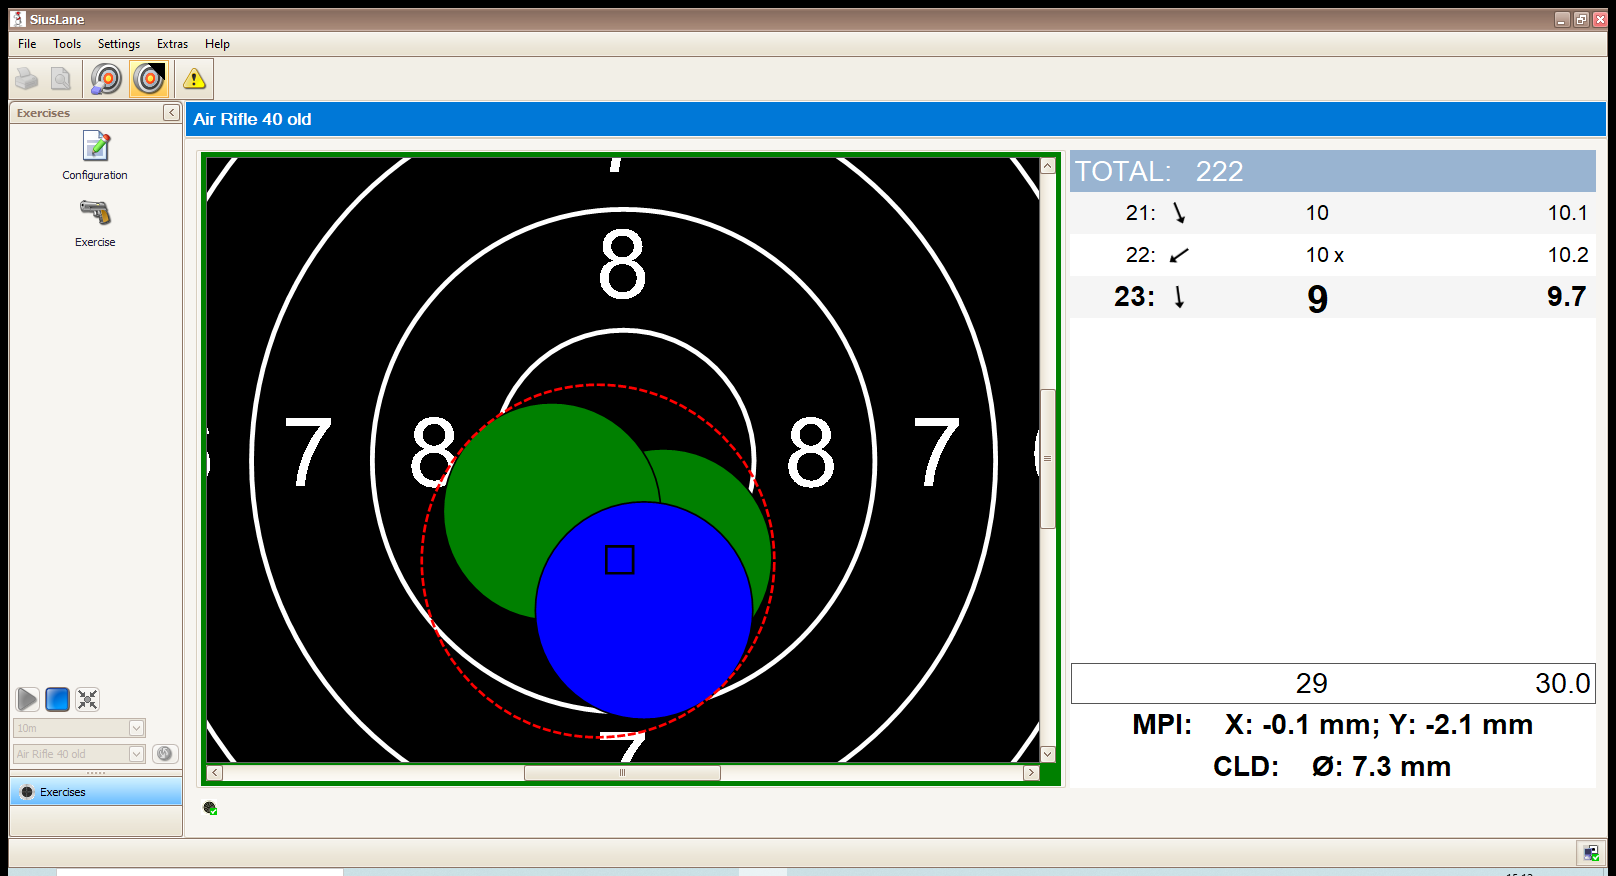 SiusLane
File Tools Settings Extras Help
Exercises
Configuration
Exercise
10m
Air Rifle 40 old
Exercises
Air Rifle 40 old
7
8
7 8 8 7
7
TOTAL: 222
21: 10 10.1
22: 10 x 10.2
23: 9 9.7
29 30.0
MPI: X: -0.1 mm; Y: -2.1 mm
CLD: Ø: 7.3 mm